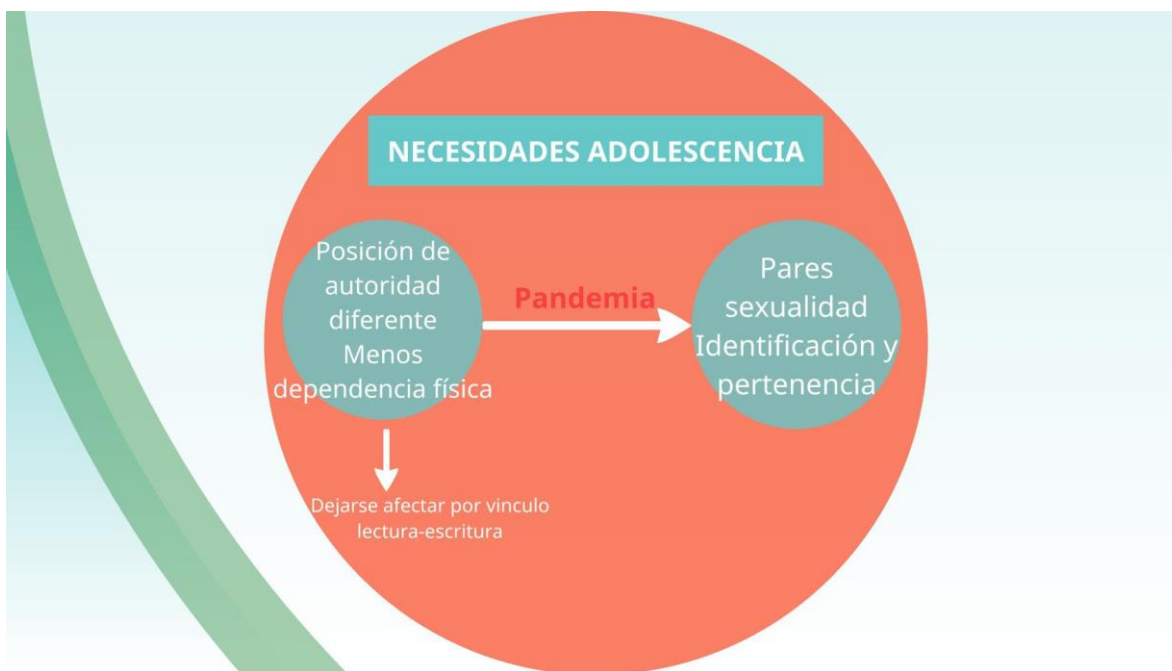 NECESIDADES ADOLESCENCIA
Posición de
autoridad
diferente
Menos
dependencia física
Pandemia
Pares
sexualidad
Identificación y
pertenencia
Dejarse afectar por vinculo
lectura-escritura